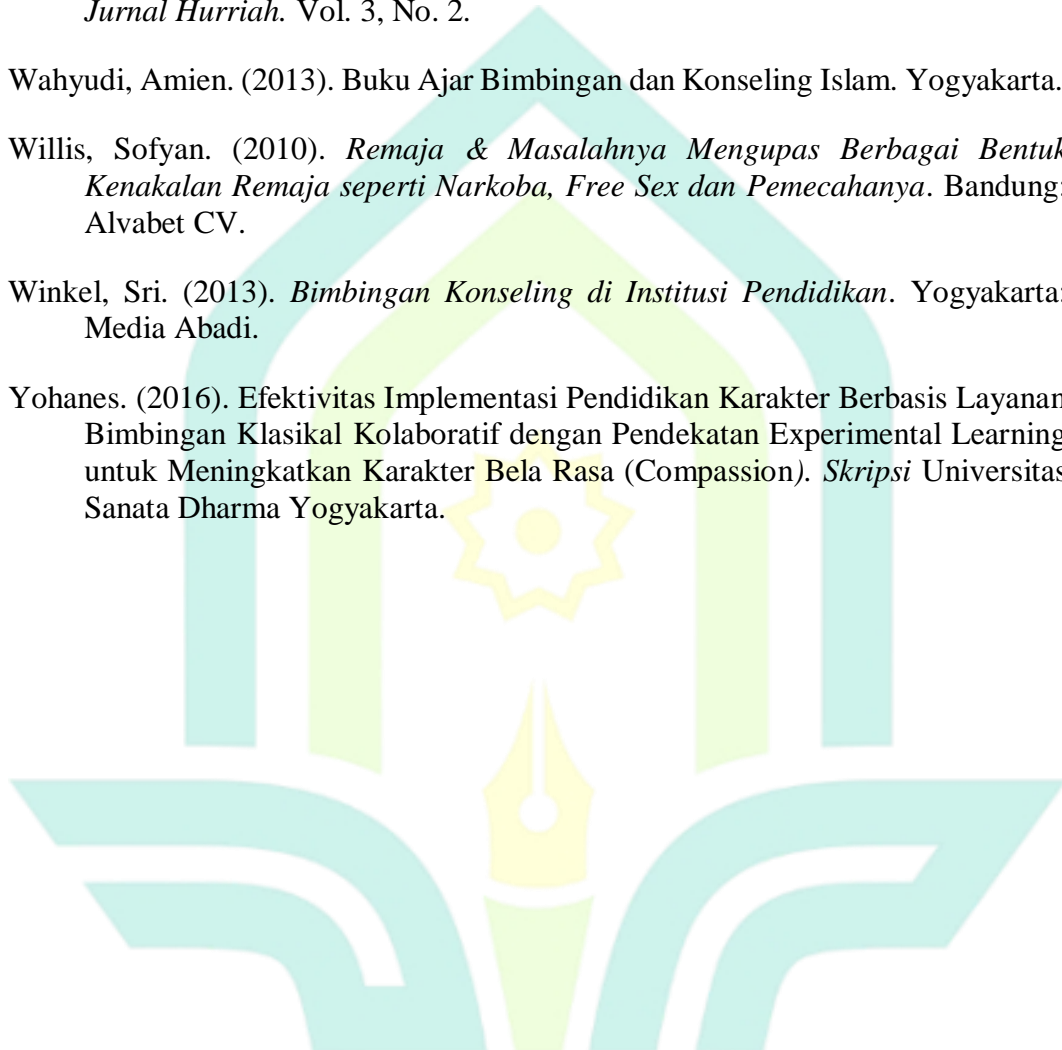 Jurnal Hurriah. Vol. 3, No. 2.
Wahyudi, Amien. (2013). Buku Ajar Bimbingan dan Konseling Islam. Yogyakarta.
Willis, Sofyan. (2010). Remaja & Masalahnya Mengupas Berbagai Bentuk
Kenakalan Remaja seperti Narkoba, Free Sex dan Pemecahanya. Bandung:
Alvabet CV.
Winkel, Sri. (2013). Bimbingan Konseling di Institusi Pendidikan. Yogyakarta:
Media Abadi.
Yohanes. (2016). Efektivitas Implementasi Pendidikan Karakter Berbasis Layanan
Bimbingan Klasikal Kolaboratif dengan Pendekatan Experimental Learning
untuk Meningkatkan Karakter Bela Rasa (Compassion). Skripsi Universitas
Sanata Dharma Yogyakarta.